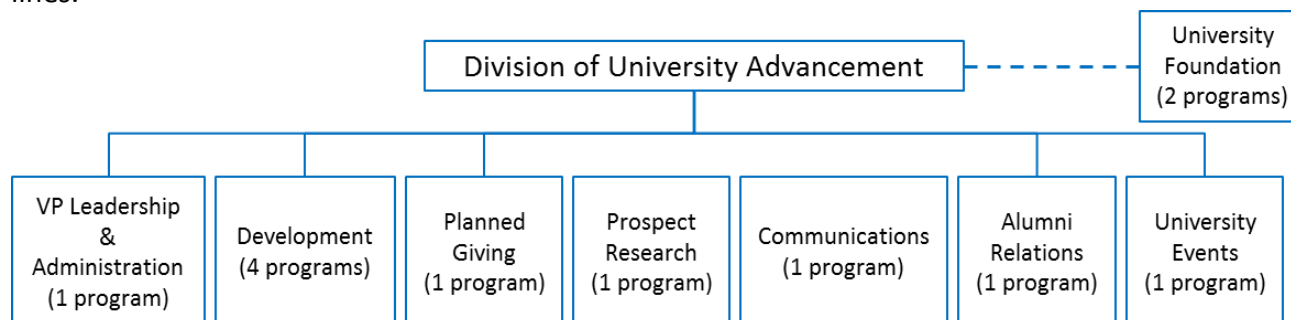 lines.
University
Foundation
(2 programs)
Division of University Advancement
VP Leadership
&
Administration
(1 program)
Development
(4 programs)
Planned
Giving
(1 program)
Prospect
Research
(1 program)
Communications
(1 program)
Alumni
Relations
(1 program)
University
Events
(1 program)